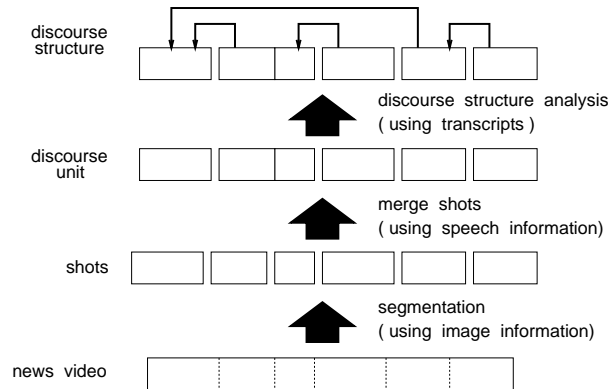 discourse
structure
discourse structure analysis
( using transcripts )
discourse
unit
merge shots
( using speech information)
shots
segmentation
( using image information)
news video